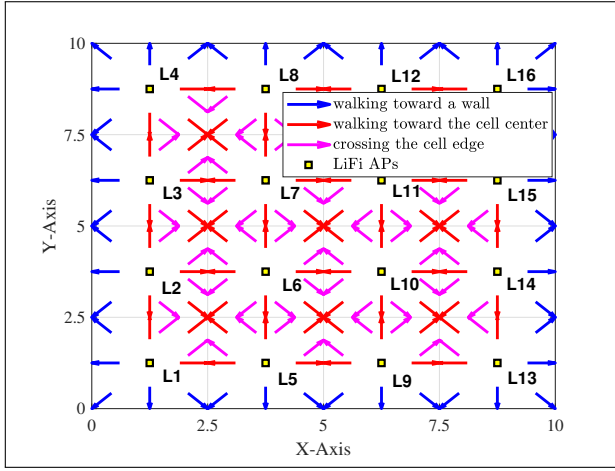 10
L4
L8
L12
L16
walking toward a wall
walking toward the cell center
crossing the cell edge
LiFi APs
7.5
L3
L7
L11
L15
Y-Axis
5
L2
L6
L10
L14
2.5
L1
L5
L9
L13
0
0
2.5
5
7.5
10
X-Axis